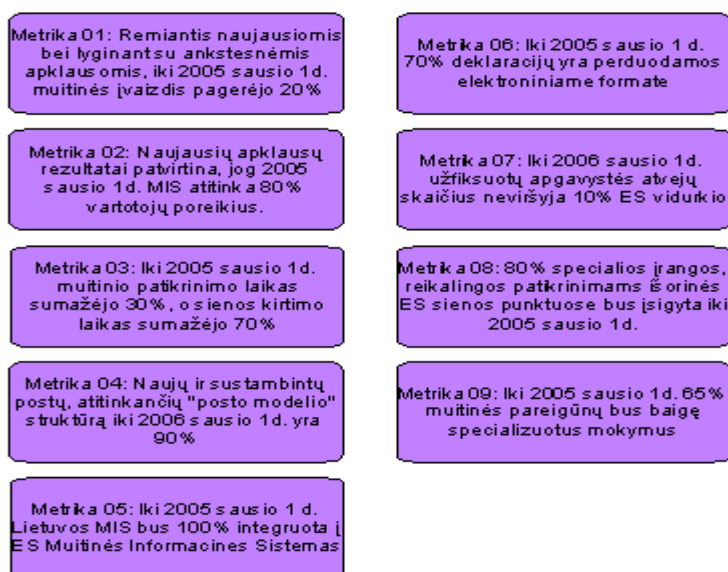 Metrika 01: Remiantis naujausiomis
bei lyginant su ankstesnėmis
apklausomis, iki 2005 sausio 1d.
muitinės įvaizdis pagerėjo 20%
Metrika 02: Naujausių apklausų
rezultatai patvirtina, jog 2005
sausio 1d. MIS atitinka 80%
vartotojų poreikius.
Metrika 03: Iki 2005 sausio 1d.
muitinio patikrinimo laikas
sumažėjo 30%, o sienos kirtimo
laikas sumažėjo 70%
Metrika 04: Naujų ir sustambintų
postų, atitinkančių "posto modelio"
struktūrą iki 2006 sausio 1d. yra
90%
Metrika 05: Iki 2005 sausio 1 d.
Lietuvos MIS bus 100% integruota į
ES Muitinės Informacines Sistemas
Metrika 06: Iki 2005 sausio 1 d.
70% deklaracijų yra perduodamos
elektroniniame formate
Metrika 07: Iki 2006 sausio 1d.
užfiksuotų apgavystės atvejų
skaičius neviršyja 10% ES vidurkio
Metrika 08: 80% specialios įrangos,
reikalingos patikrinimams išorinės
ES sienos punktuose bus įsigyta iki
2005 sausio 1d.
Metrika 09: Iki 2005 sausio 1d. 65%
muitinės pareigūnų bus baigę
specializuotus mokymus